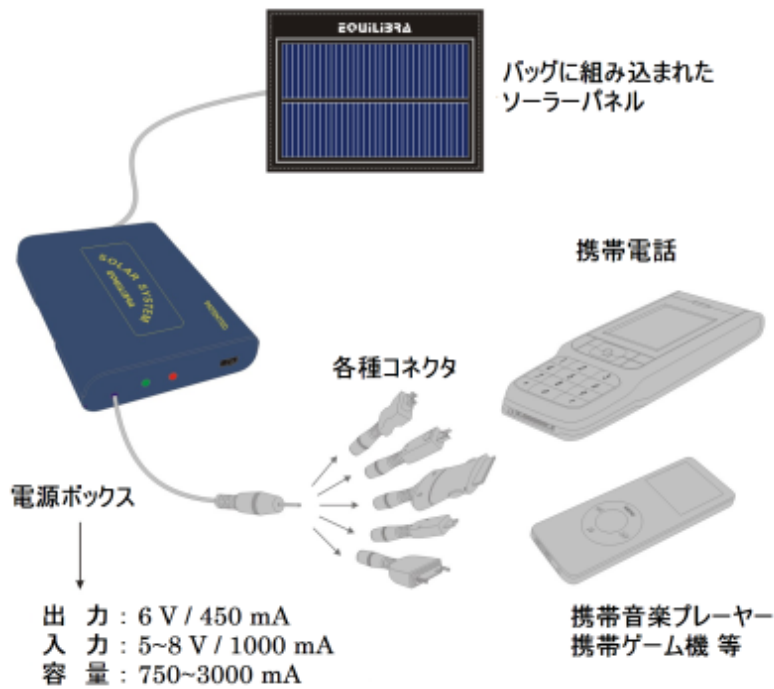 EQUILIBRA
バッグに組み込まれた
ソーラーパネル
SOLAR SYSTEM
EQUILIBRA
PATENTED
携帯電話
各種コネクタ
電源ボックス
出 力 : 6 V / 450 mA
入 力 : 5~8 V / 1000 mA
容 量 : 750~3000 mA
携帯音楽プレーヤー
携帯ゲーム機 等